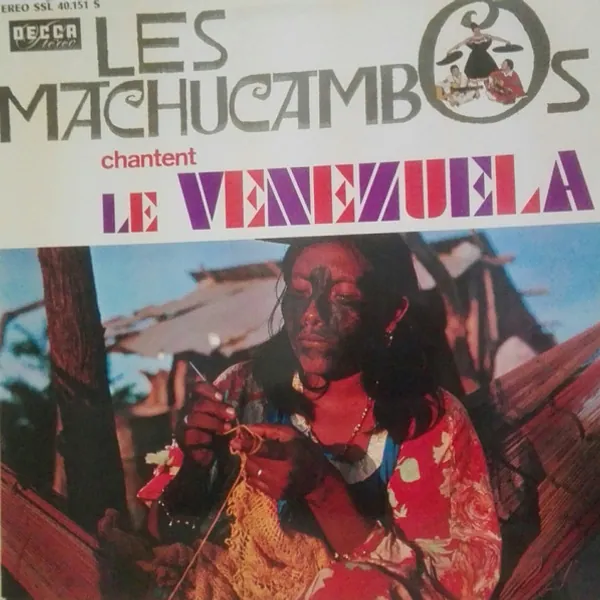 EREO SSL 40.151 S
DECCA
Stereo
LES
MACHUCAMBOS
chantent
LE VENEZUELA